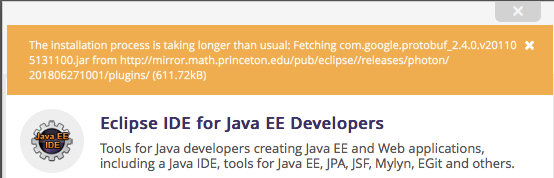 The installation process is taking longer than usual: Fetching com.google.protobuf_2.4.0.v20110
5131100.jar from http://mirror.math.princeton.edu/pub/eclipse//releases/photon/
201806271001/plugins/ (611.72kB)
Java EE
IDE
Eclipse IDE for Java EE Developers
Tools for Java developers creating Java EE and Web applications,
including a Java IDE, tools for Java EE, JPA, JSF, Mylyn, EGit and others.